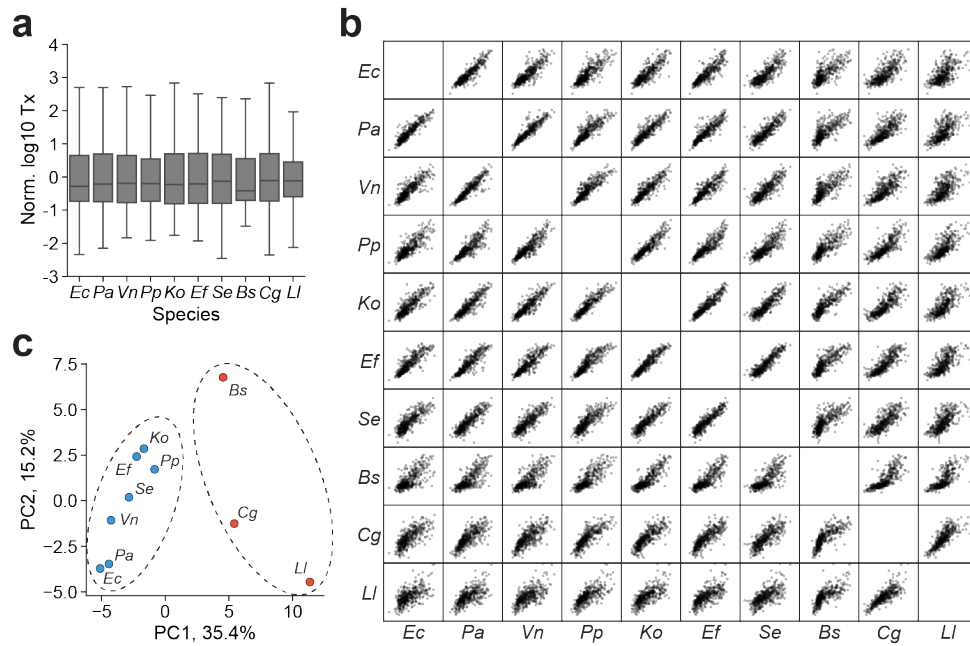 a
4
3
2
1
0
-1
-2
-3
Norm. log10 Tx
Ec Pa Vn Pp Ko Ef Se Bs Cg Ll
Species
b
Ec
Pa
Vn
Pp
Ko
Ef
Se
Bs
Cg
Ll
Ec Pa Vn Pp Ko Ef Se Bs Cg Ll
c
7.5
5.0
2.5
0.0
−2.5
−5.0
PC2, 15.2%
Bs
Ko
Ef
Pp
Se
Vn
Cg
Pa
Ec
Ll
−5 0 5 10
PC1, 35.4%